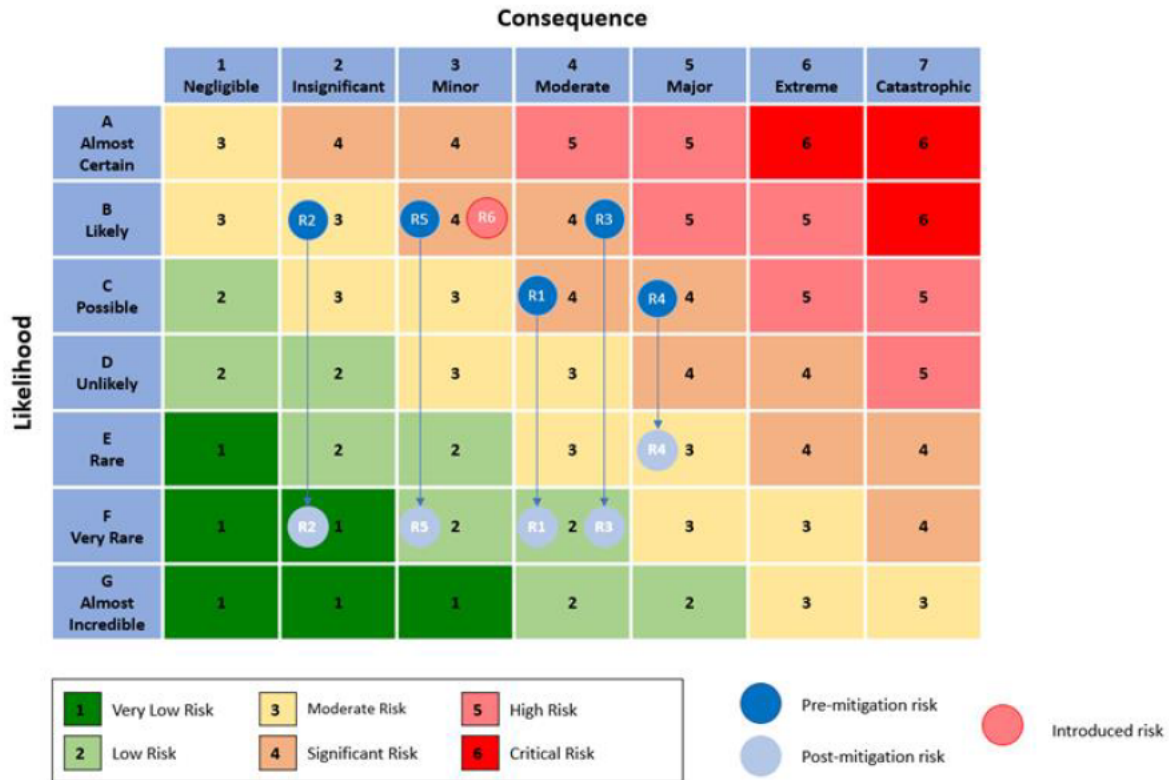 Consequence
1
Negligible
2
Insignificant
3
Minor
4
Moderate
5
Major
6
Extreme
7
Catastrophic
Likelihood
A
Almost
Certain
3
4
4
5
5
6
6
B
Likely
3
R2
3
R5
4
R6
4
R3
5
5
6
C
Possible
2
3
3
R1
4
R4
4
5
5
D
Unlikely
2
2
3
3
4
4
5
E
Rare
1
2
2
3
R4
3
4
4
F
Very Rare
1
R2
1
R5
2
R1
2
R3
3
3
4
G
Almost
Incredible
1
1
1
2
2
3
3
1
Very Low Risk
3
Moderate Risk
5
High Risk
2
Low Risk
4
Significant Risk
6
Critical Risk
Pre-mitigation risk
Post-mitigation risk
Introduced risk